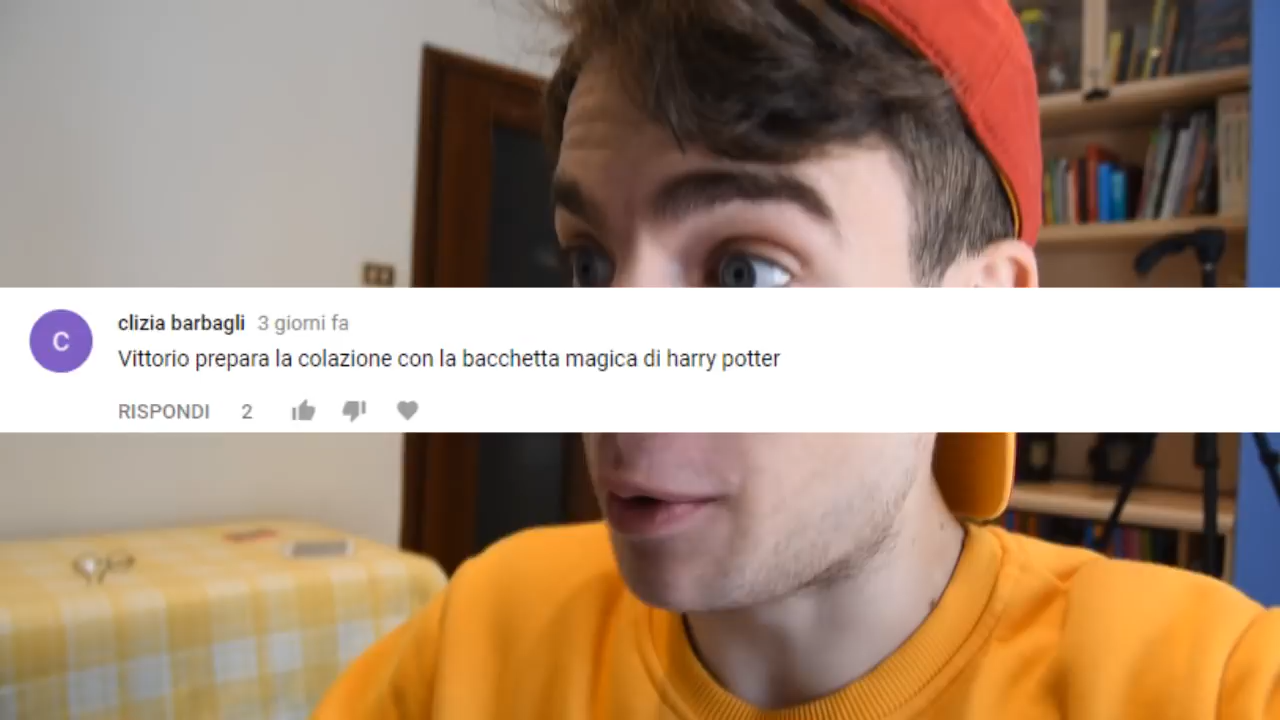 C
clizia barbagli 3 giorni fa
Vittorio prepara la colazione con la bacchetta magica di harry potter
RISPONDI 2